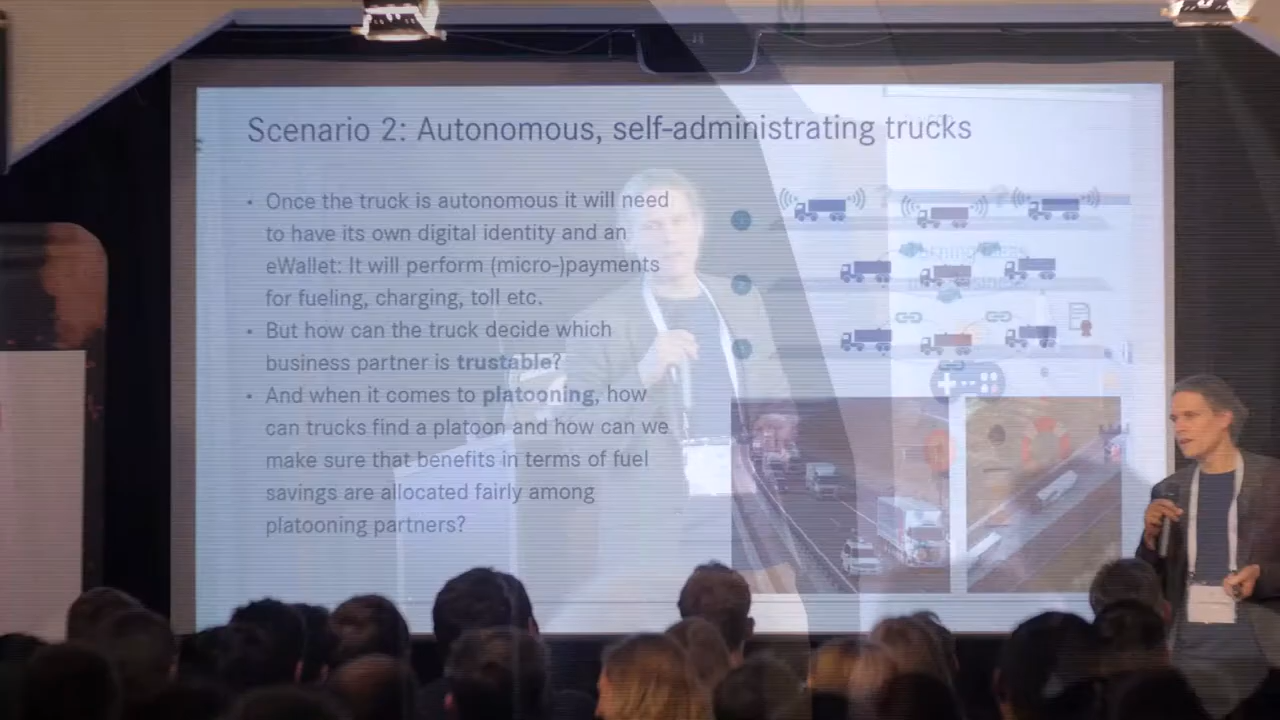 Scenario 2: Autonomous, self-administrating trucks
• Once the truck is autonomous it will need
to have its own digital identity and an
eWallet: It will perform (micro-)payments
for fueling, charging, toll etc.
• But how can the truck decide which
business partner is trustable?
• And when it comes to platooning, how
can trucks find a platoon and how can we
make sure that benefits in terms of fuel
savings are allocated fairly among
platooning partners?